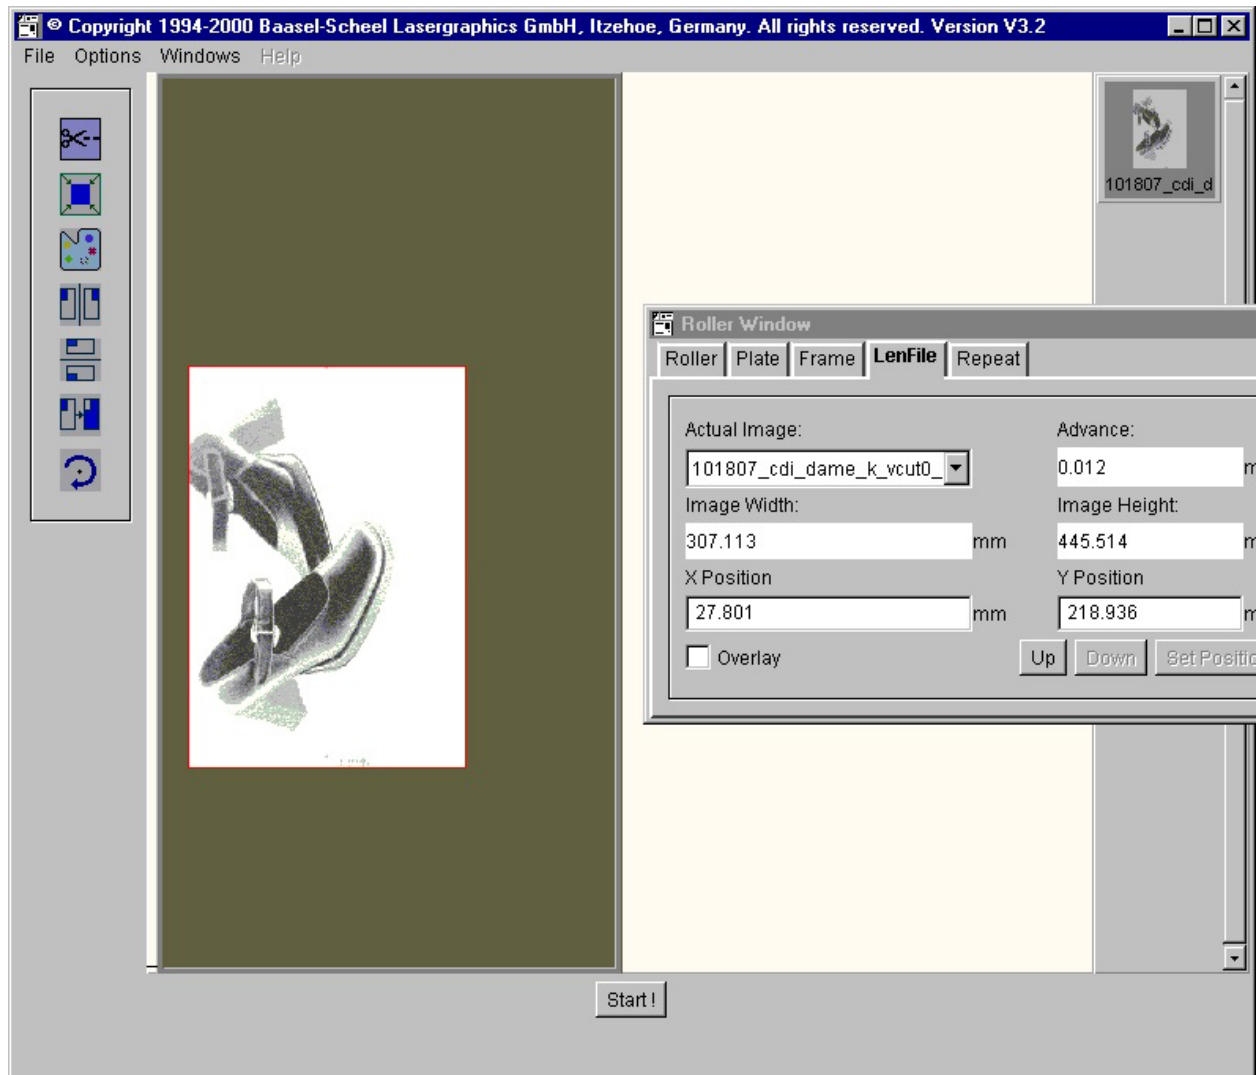 © Copyright 1994-2000 Baasel-Scheel Lasergraphics GmbH, Itzehoe, Germany. All rights reserved. Version V3.2
File Options Windows Help
101807_cdi_d
Roller Window
Roller Plate Frame LenFile Repeat
Actual Image: Advance:
101807_cdi_dame_k_vcut0_ 0.012
Image Width: Image Height:
307.113 mm 445.514
X Position Y Position
27.801 mm 218.936
Overlay Up Down Set Positio
Start !